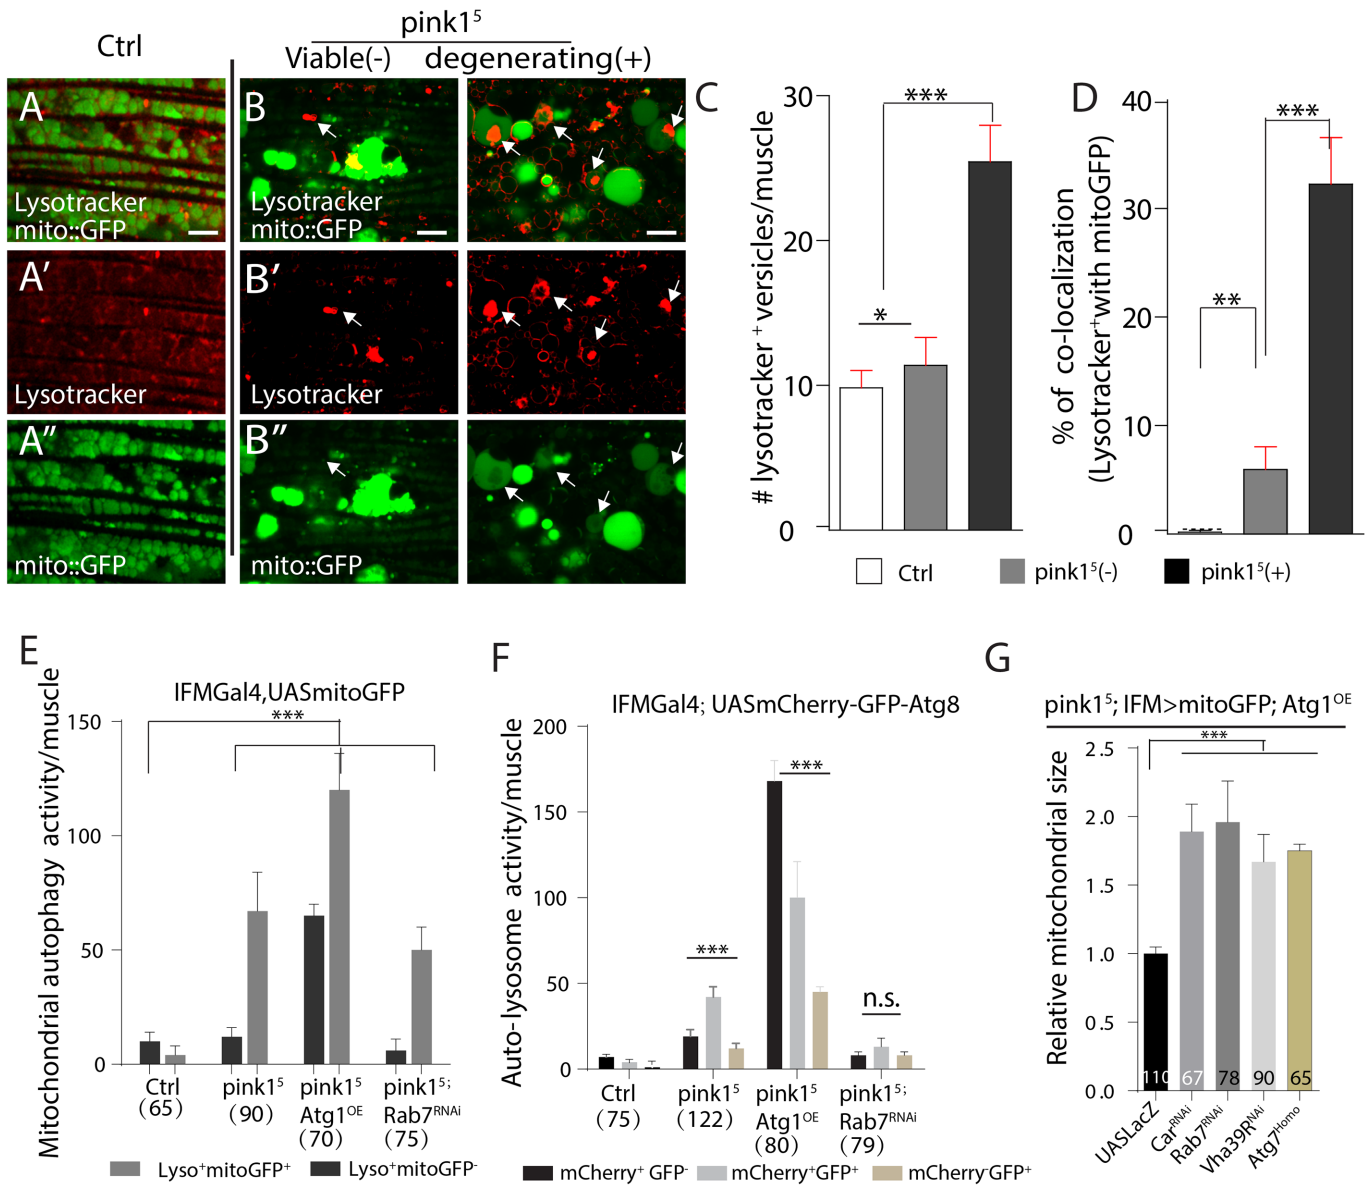 Ctrl
pink1⁵
Viable(-) degenerating(+)
A
Lysotracker
mito::GFP
B
Lysotracker
mito::GFP
A′
Lysotracker
B′
Lysotracker
A″
mito::GFP
B″
mito::GFP
C
# lysotracker ⁺ versicles/muscle
30
20
10
0
***
*
D
% of co-localization
(Lysotracker⁺with mitoGFP)
40
30
20
10
0
***
**
Ctrl pink1⁵(-) pink1⁵(+)
E
IFMGal4,UASmitoGFP
Mitochondrial autophagy activity/muscle
150
100
50
0
***
Ctrl
(65)
pink1⁵
(90)
pink1⁵
Atg1ᴼᴱ
(70)
pink1⁵;
Rab7ᴿᴺᴬⁱ
(75)
Lyso⁺mitoGFP⁺ Lyso⁺mitoGFP⁻
F
IFMGal4; UASmCherry-GFP-Atg8
Auto-lysosome activity/muscle
200
150
100
50
0
***
***
n.s.
Ctrl
(75)
pink1⁵
(122)
pink1⁵
Atg1ᴼᴱ
(80)
pink1⁵;
Rab7ᴿᴺᴬⁱ
(79)
mCherry⁺ GFP⁻ mCherry⁺GFP⁺ mCherry⁻GFP⁺
G
pink1⁵; IFM>mitoGFP; Atg1ᴼᴱ
Relative mitochondrial size
2.5
2.0
1.5
1.0
0.5
0.0
***
110 67 78 90 65
UASLacZ
Carᴿᴺᴬⁱ
Rab7ᴿᴺᴬⁱ
Vha39Rᴺᴬⁱ
Atg7ᴴᵒᵐᵒ